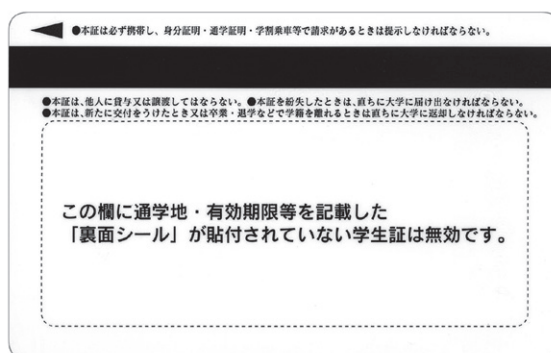 ●本証は必ず携帯し、身分証明・通学証明・学割乗車等で請求があるときは提示しなければならない。
●本証は、他人に貸与又は譲渡してはならない。●本証を紛失したときは、直ちに大学に届け出なければならない。
●本証は、新たに交付をうけたとき又は卒業・退学などで学籍を離れるときは直ちに大学に返却しなければならない。
この欄に通学地・有効期限等を記載した
「裏面シール」が貼付されていない学生証は無効です。